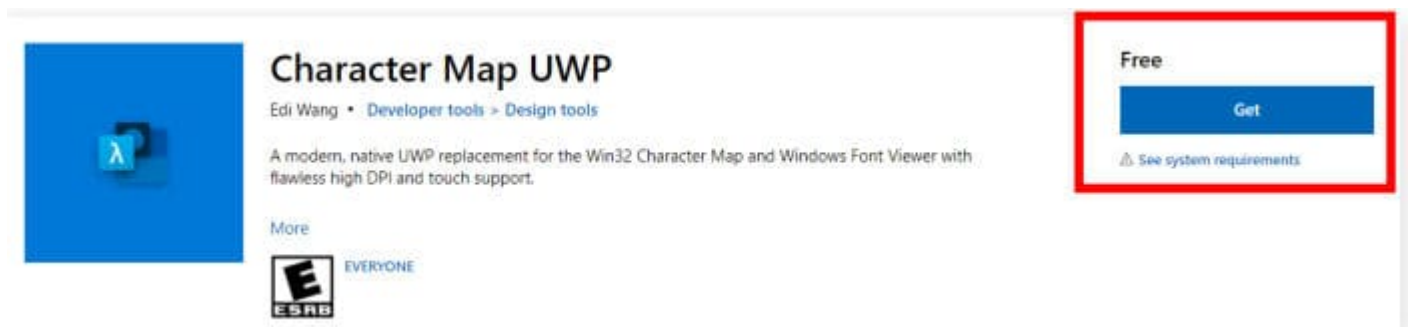 Character Map UWP
Edi Wang • Developer tools > Design tools
A modern, native UWP replacement for the Win32 Character Map and Windows Font Viewer with
flawless high DPI and touch support.
More
E
ESRB
EVERYONE
λ
Free
Get
⚠ See system requirements